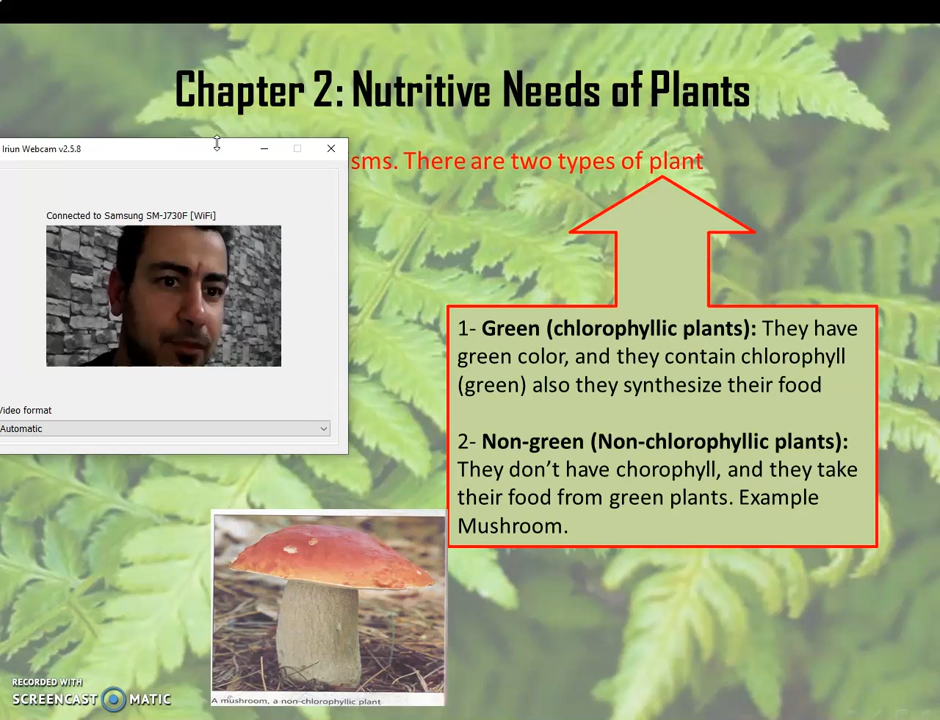 Chapter 2: Nutritive Needs of Plants
Iriun Webcam v2.5.8
sms. There are two types of plant
Connected to Samsung SM-J730F [WiFi]
1- Green (chlorophyllic plants): They have
green color, and they contain chlorophyll
(green) also they synthesize their food
2- Non-green (Non-chlorophyllic plants):
They don’t have chorophyll, and they take
their food from green plants. Example
Mushroom.
Video format
Automatic
A mushroom, a non-chlorophyllic plant
RECORDED WITH
SCREENCAST MATIC